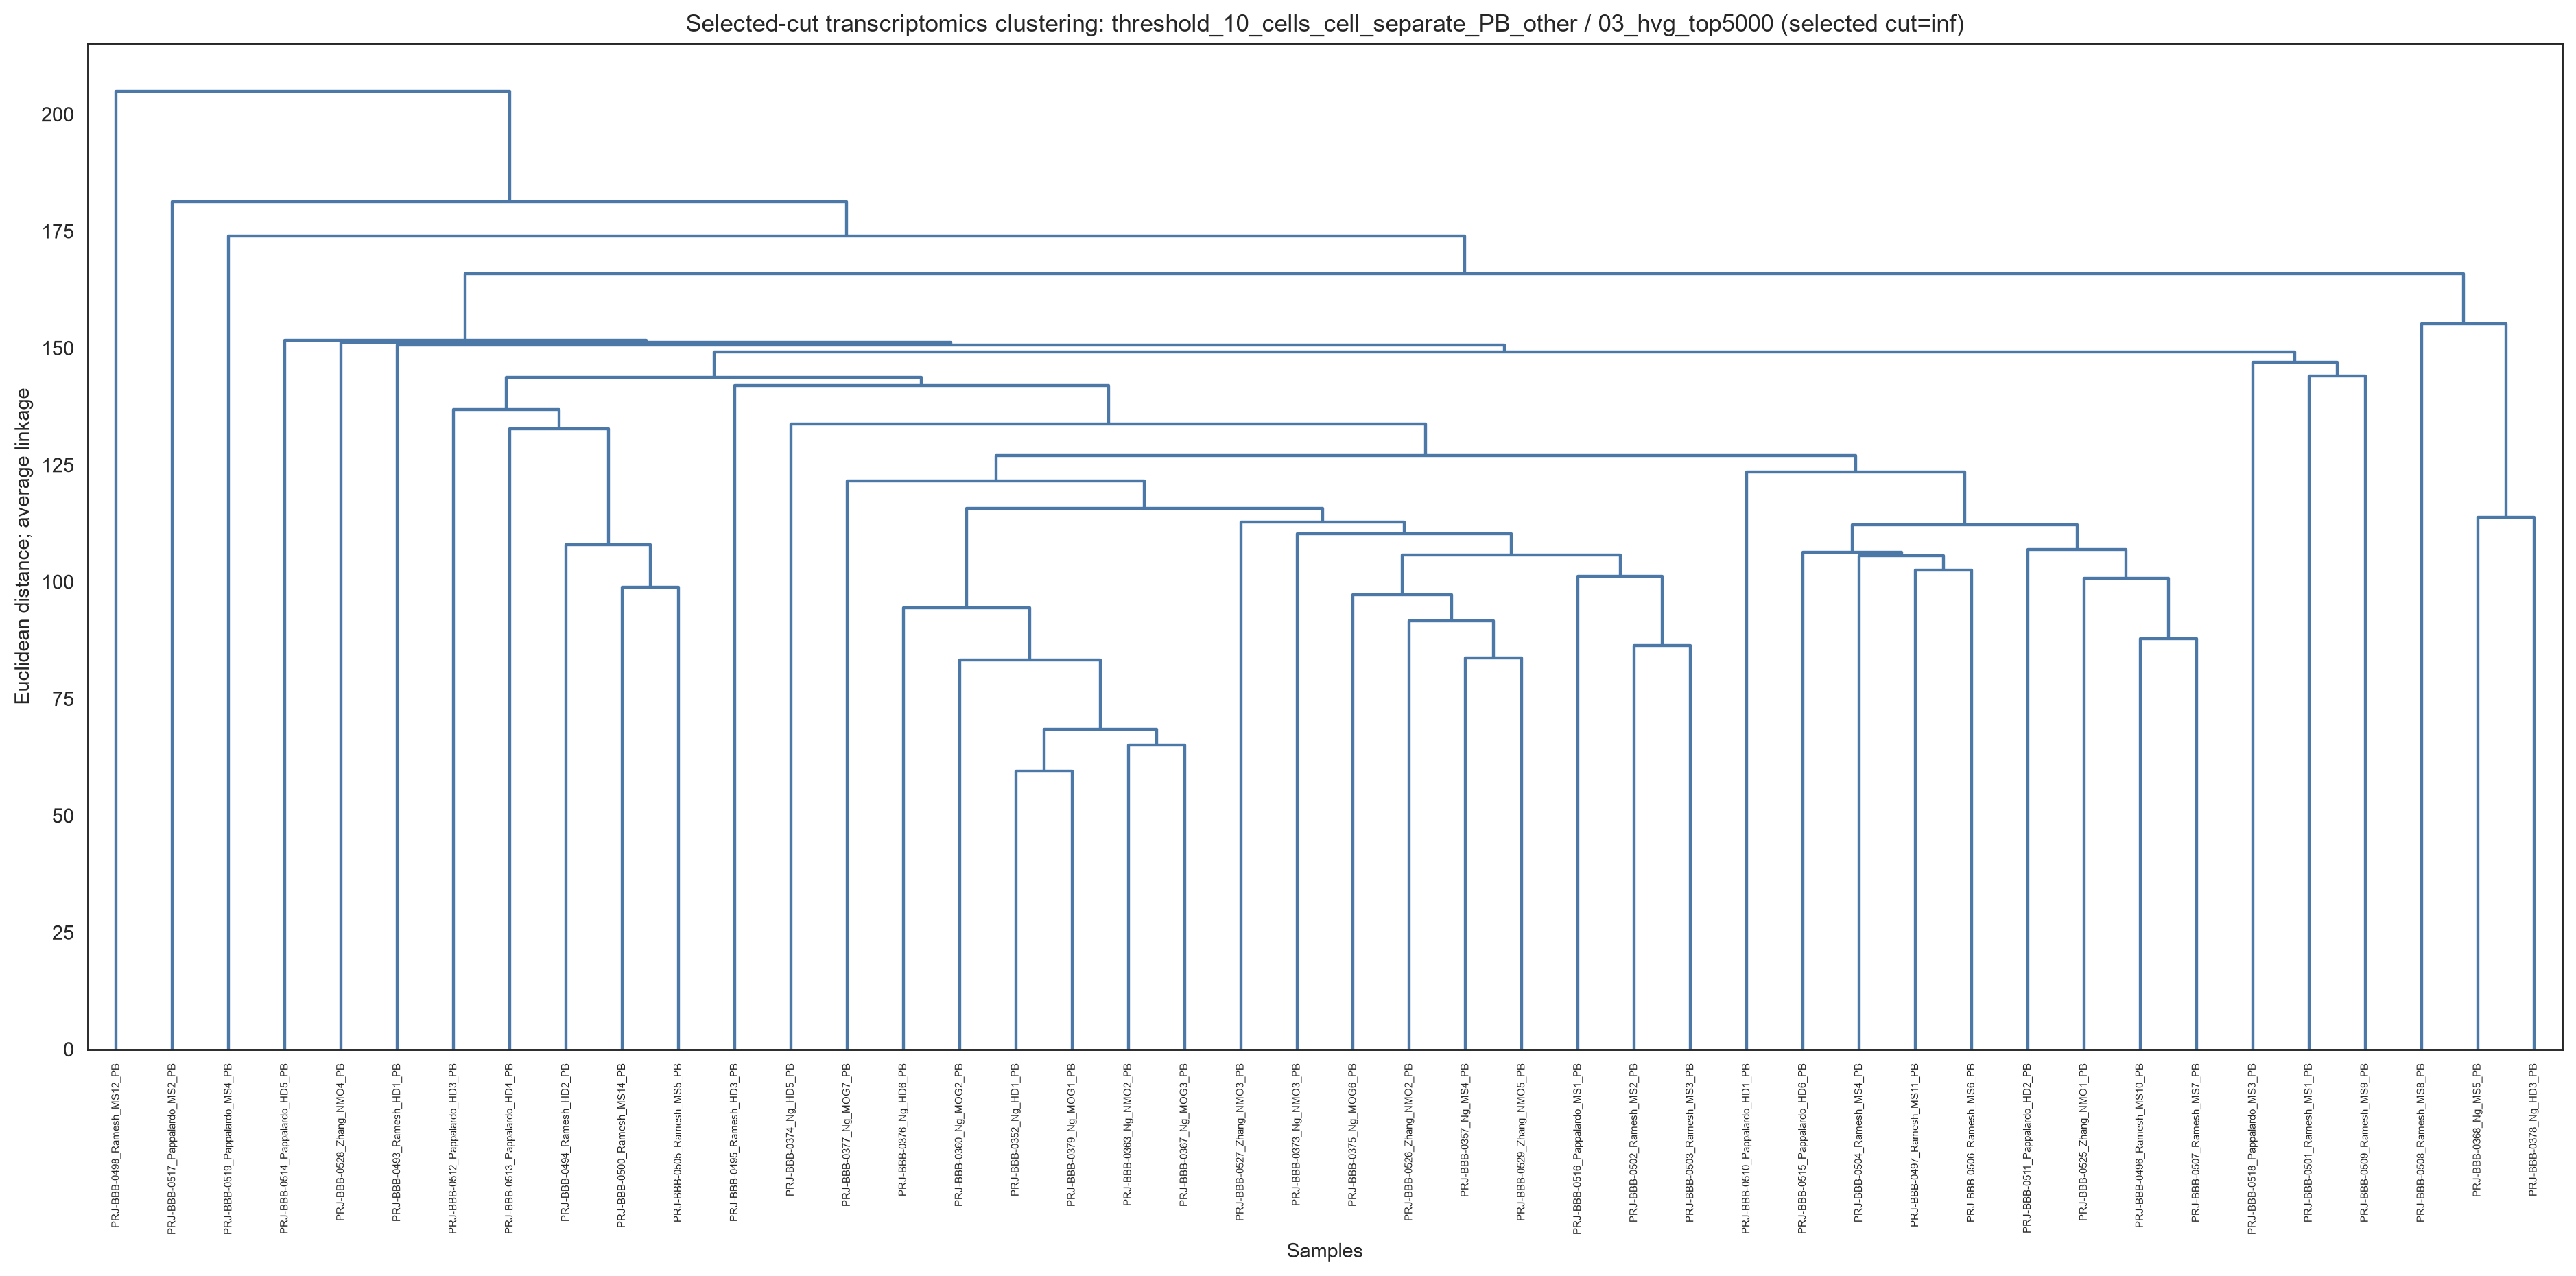 Selected-cut transcriptomics clustering: threshold_10_cells_cell_separate_PB_other / 03_hvg_top5000 (selected cut=inf)
Euclidean distance; average linkage
200
175
150
125
100
75
50
25
0
PRJ-BBB-0498_Ramesh_MS12_PB
PRJ-BBB-0517_Pappalardo_MS2_PB
PRJ-BBB-0519_Pappalardo_MS4_PB
PRJ-BBB-0514_Pappalardo_HD5_PB
PRJ-BBB-0528_Zhang_NMO4_PB
PRJ-BBB-0493_Ramesh_HD1_PB
PRJ-BBB-0512_Pappalardo_HD3_PB
PRJ-BBB-0513_Pappalardo_HD4_PB
PRJ-BBB-0494_Ramesh_HD2_PB
PRJ-BBB-0500_Ramesh_MS14_PB
PRJ-BBB-0505_Ramesh_MS5_PB
PRJ-BBB-0495_Ramesh_HD3_PB
PRJ-BBB-0374_Ng_HD5_PB
PRJ-BBB-0377_Ng_MOG7_PB
PRJ-BBB-0376_Ng_HD6_PB
PRJ-BBB-0360_Ng_MOG2_PB
PRJ-BBB-0352_Ng_HD1_PB
PRJ-BBB-0379_Ng_MOG1_PB
PRJ-BBB-0363_Ng_NMO2_PB
PRJ-BBB-0367_Ng_MOG3_PB
PRJ-BBB-0527_Zhang_NMO3_PB
PRJ-BBB-0373_Ng_NMO3_PB
PRJ-BBB-0375_Ng_MOG6_PB
PRJ-BBB-0526_Zhang_NMO2_PB
PRJ-BBB-0357_Ng_MS4_PB
PRJ-BBB-0529_Zhang_NMO5_PB
PRJ-BBB-0516_Pappalardo_MS1_PB
PRJ-BBB-0502_Ramesh_MS2_PB
PRJ-BBB-0503_Ramesh_MS3_PB
PRJ-BBB-0510_Pappalardo_HD1_PB
PRJ-BBB-0515_Pappalardo_HD6_PB
PRJ-BBB-0504_Ramesh_MS4_PB
PRJ-BBB-0497_Ramesh_MS11_PB
PRJ-BBB-0506_Ramesh_MS6_PB
PRJ-BBB-0511_Pappalardo_HD2_PB
PRJ-BBB-0525_Zhang_NMO1_PB
PRJ-BBB-0496_Ramesh_MS10_PB
PRJ-BBB-0507_Ramesh_MS7_PB
PRJ-BBB-0518_Pappalardo_MS3_PB
PRJ-BBB-0501_Ramesh_MS1_PB
PRJ-BBB-0509_Ramesh_MS9_PB
PRJ-BBB-0508_Ramesh_MS8_PB
PRJ-BBB-0368_Ng_MS5_PB
PRJ-BBB-0378_Ng_HD3_PB
Samples